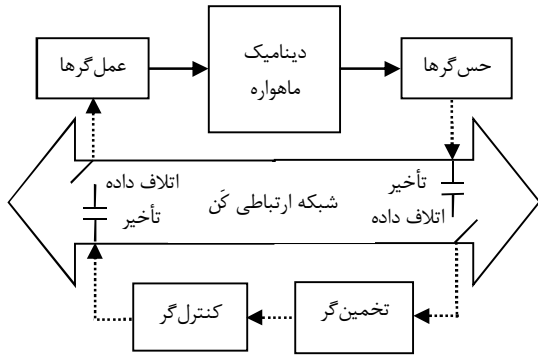 عمل‌گرها
دینامیک
ماهواره
حس‌گرها
اتلاف داده
تأخیر
شبکه ارتباطی کَن
تأخیر
اتلاف داده
کنترل‌گر
تخمین‌گر